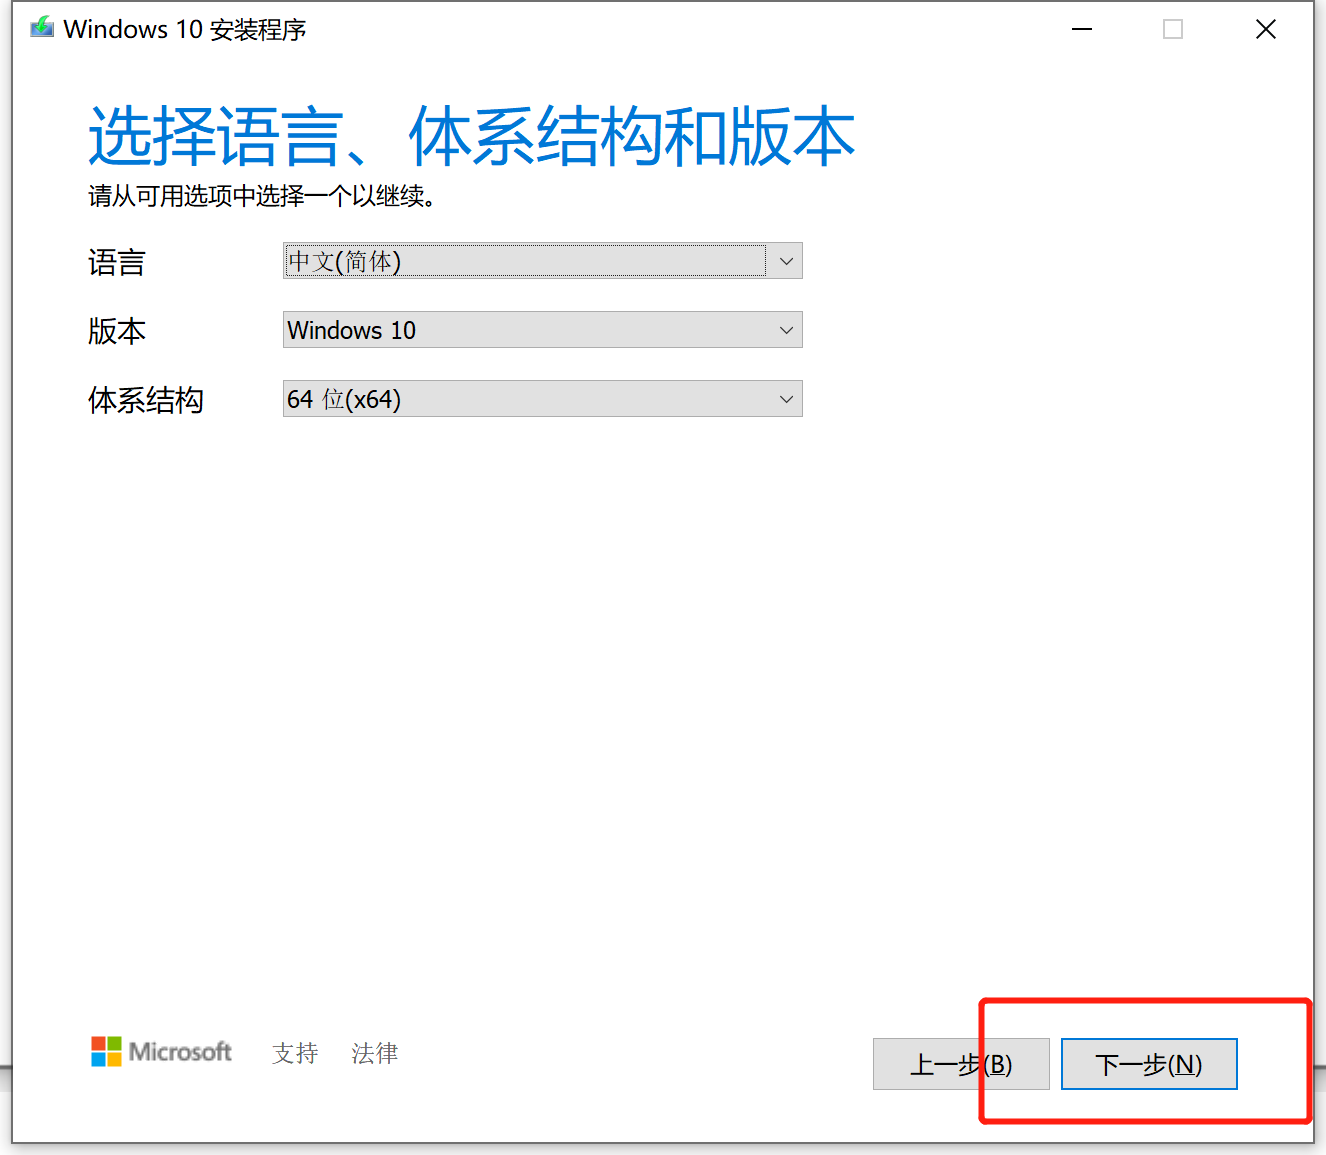 Windows 10 安装程序
选择语言、体系结构和版本
请从可用选项中选择一个以继续。
语言 中文(简体)
版本 Windows 10
体系结构 64 位(x64)
Microsoft 支持 法律 上一步(B) 下一步(N)